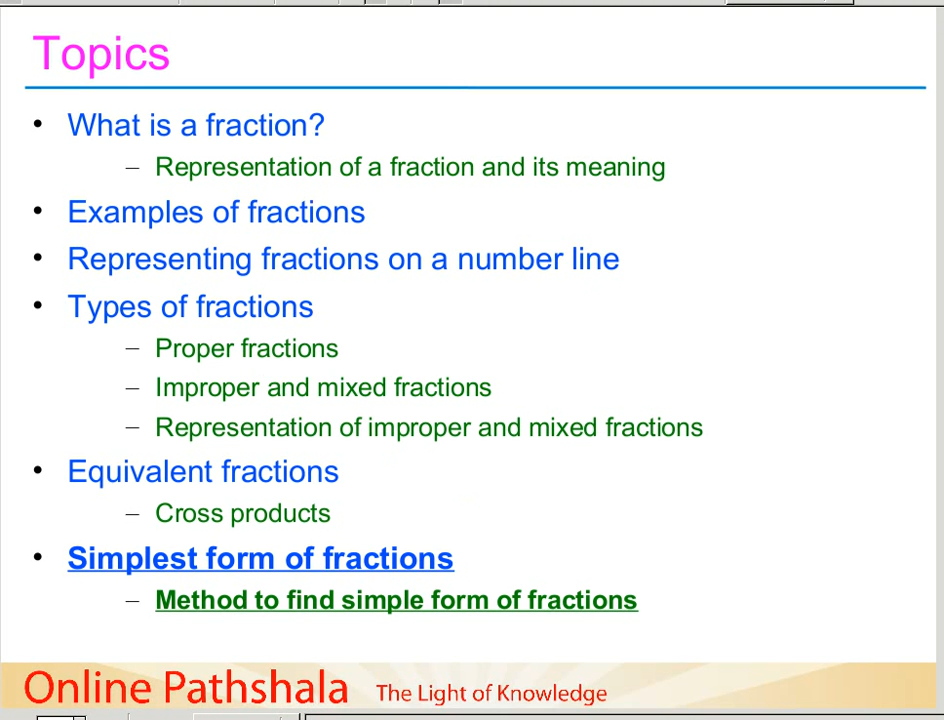 Topics
• What is a fraction?
– Representation of a fraction and its meaning
• Examples of fractions
• Representing fractions on a number line
• Types of fractions
– Proper fractions
– Improper and mixed fractions
– Representation of improper and mixed fractions
• Equivalent fractions
– Cross products
• Simplest form of fractions
– Method to find simple form of fractions
Online Pathshala The Light of Knowledge